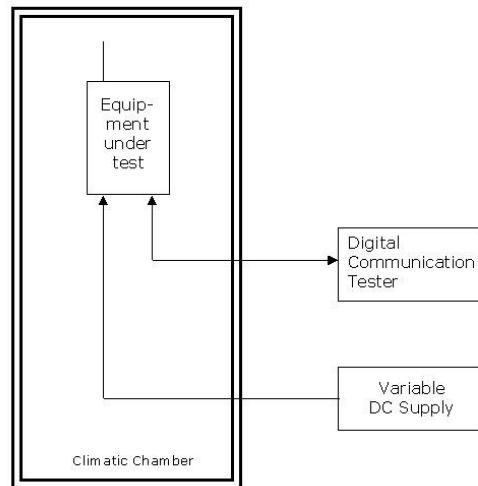 Equip-
ment
under
test
Digital
Communication
Tester
Variable
DC Supply
Climatic Chamber